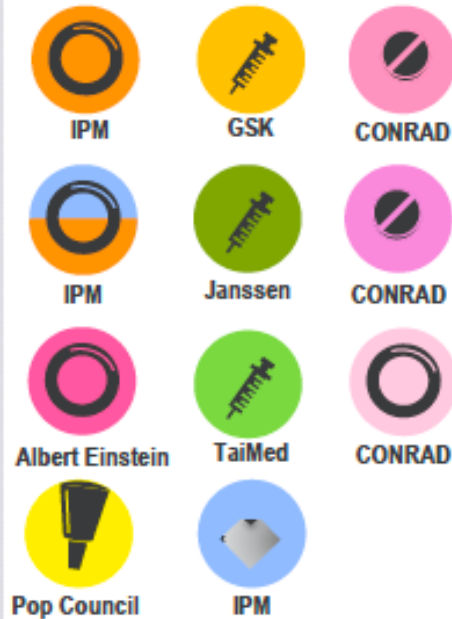 IPM
GSK
CONRAD
IPM
Janssen
CONRAD
Albert Einstein
TaiMed
CONRAD
Pop Council
IPM